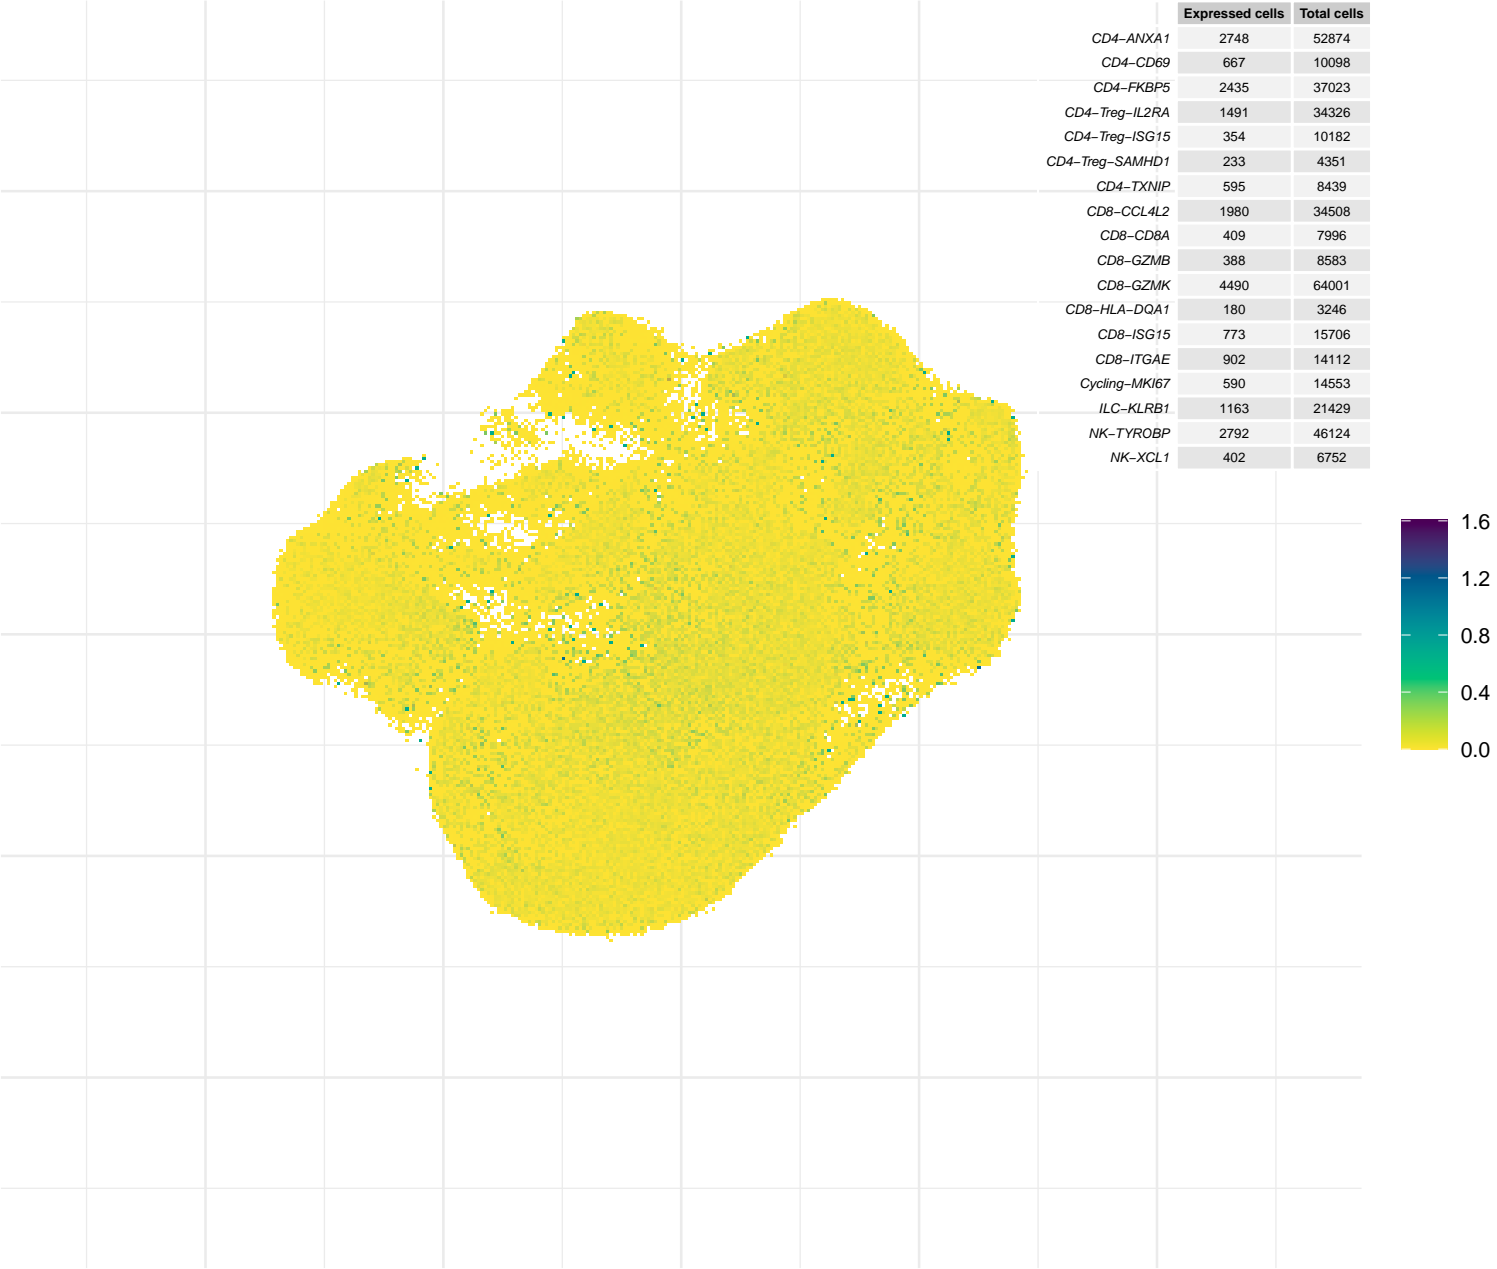 Expressed cells Total cells
CD4−ANXA1 2748 52874
CD4−CD69 667 10098
CD4−FKBP5 2435 37023
CD4−Treg−IL2RA 1491 34326
CD4−Treg−ISG15 354 10182
CD4−Treg−SAMHD1 233 4351
CD4−TXNIP 595 8439
CD8−CCL4L2 1980 34508
CD8−CD8A 409 7996
CD8−GZMB 388 8583
CD8−GZMK 4490 64001
CD8−HLA−DQA1 180 3246
CD8−ISG15 773 15706
CD8−ITGAE 902 14112
Cycling−MKI67 590 14553
ILC−KLRB1 1163 21429
NK−TYROBP 2792 46124
NK−XCL1 402 6752
1.6
1.2
0.8
0.4
0.0